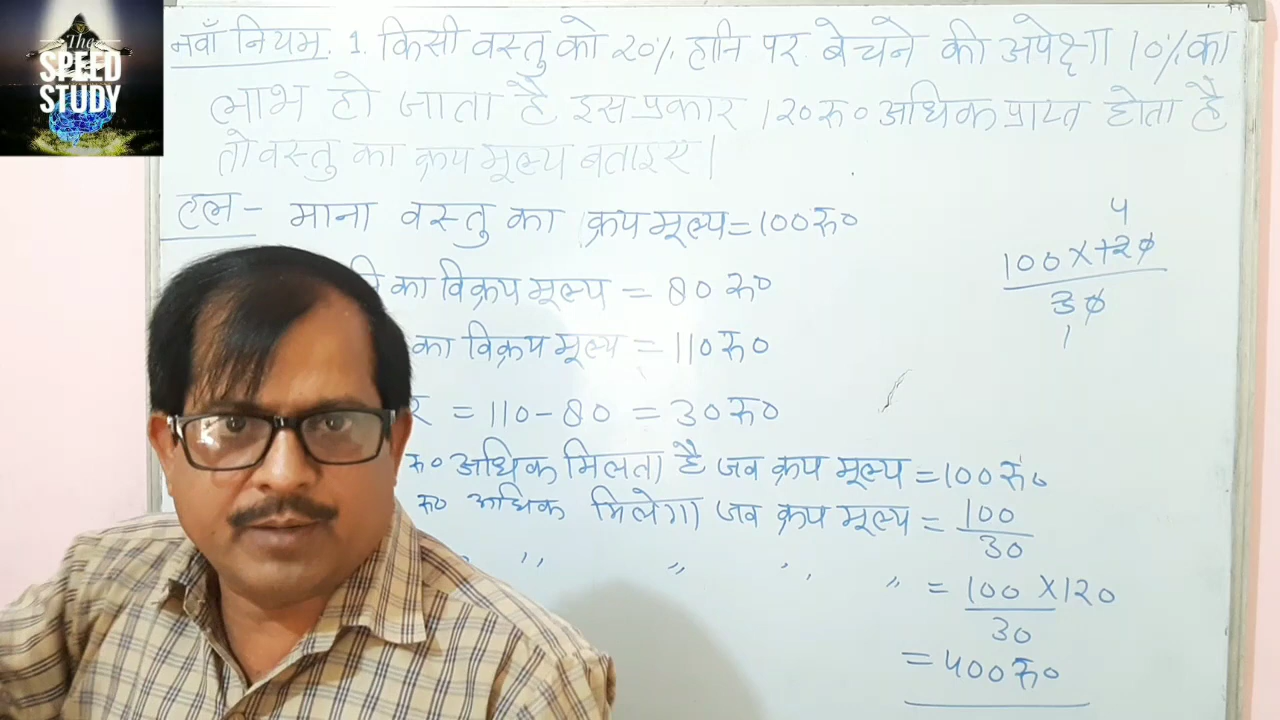 The
SPEED
STUDY
नवाँ नियम. 1. किसी वस्तु को 20% हानि पर बेचने की अपेक्षा 10% का
लाभ हो जाता है इस प्रकार 120 रु० अधिक प्राप्त होता है
तो वस्तु का क्रय मूल्य बताइए।
हल- माना वस्तु का क्रय मूल्य = 100 रु०
का विक्रय मूल्य = 80 रु०
का विक्रय मूल्य = 110 रु०
= 110 - 80 = 30 रु०
रु० अधिक मिलता है जब क्रय मूल्य = 100 रु०
रु० अधिक मिलेगा जब क्रय मूल्य = 100/30
,, ,, ,, ,, = 100 × 120/30
= 400 रु०
4
100 × 120
30
1